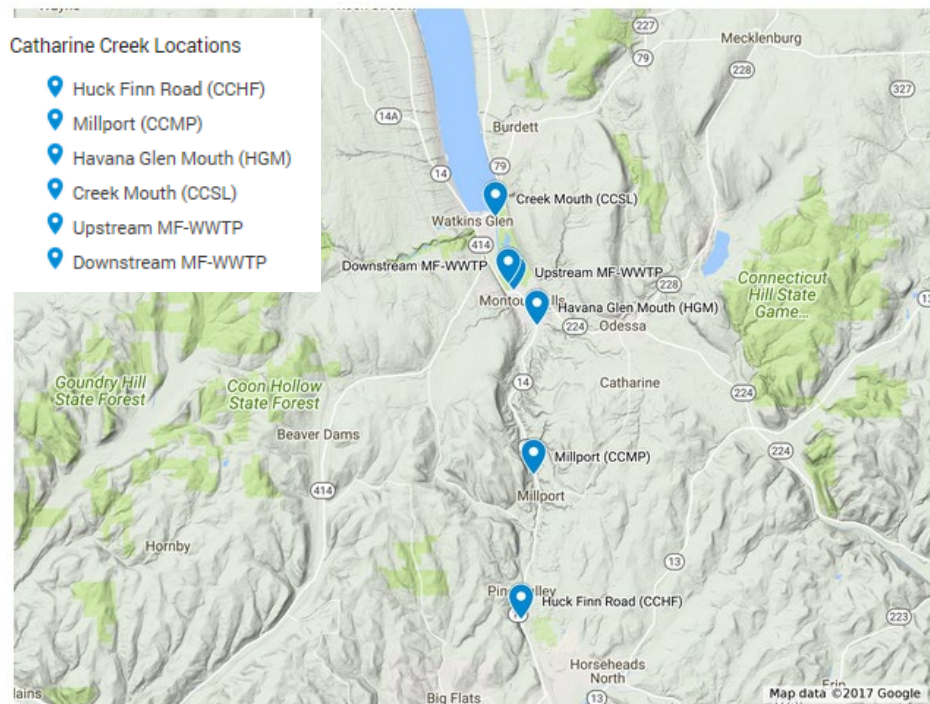 Catharine Creek Locations
Huck Finn Road (CCHF)
Millport (CCMP)
Havana Glen Mouth (HGM)
Creek Mouth (CCSL)
Upstream MF-WWTP
Downstream MF-WWTP
227
Mecklenburg
79
228
327
14A
Burdett
14
79
Creek Mouth (CCSL)
Watkins Glen
414
Downstream MF-WWTP
Upstream MF-WWTP
228
Connecticut
Hill State
Game...
13
Havana Glen Mouth (HGM)
224
Odessa
14
Catharine
Goundry Hill
State Forest
Coon Hollow
State Forest
224
Beaver Dams
224
Millport (CCMP)
414
Millport
Hornby
13
Huck Finn Road (CCHF)
223
Horseheads
North
Big Flats
13
Map data ©2017 Google